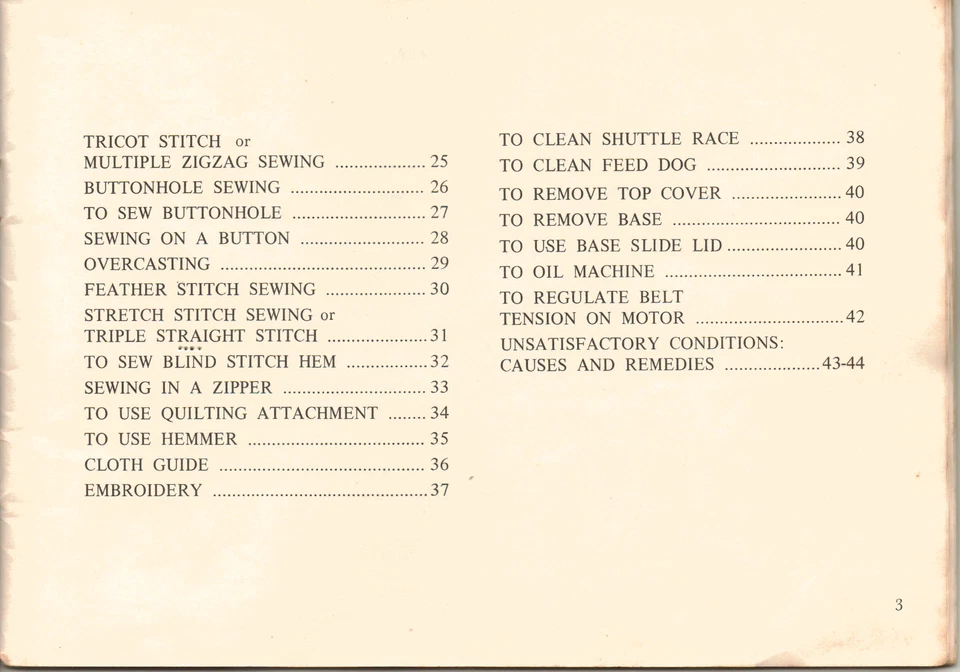 TRICOT STITCH or
MULTIPLE ZIGZAG SEWING ................... 25
BUTTONHOLE SEWING ............................ 26
TO SEW BUTTONHOLE ............................ 27
SEWING ON A BUTTON .......................... 28
OVERCASTING ........................................... 29
FEATHER STITCH SEWING ..................... 30
STRETCH STITCH SEWING or
TRIPLE STRAIGHT STITCH ..................... 31
TO SEW BLIND STITCH HEM ................. 32
SEWING IN A ZIPPER .............................. 33
TO USE QUILTING ATTACHMENT ........ 34
TO USE HEMMER ..................................... 35
CLOTH GUIDE ........................................... 36
EMBROIDERY ............................................. 37
TO CLEAN SHUTTLE RACE ................... 38
TO CLEAN FEED DOG ............................ 39
TO REMOVE TOP COVER ....................... 40
TO REMOVE BASE ................................... 40
TO USE BASE SLIDE LID ........................ 40
TO OIL MACHINE ..................................... 41
TO REGULATE BELT
TENSION ON MOTOR ............................... 42
UNSATISFACTORY CONDITIONS:
CAUSES AND REMEDIES .................... 43-44
3